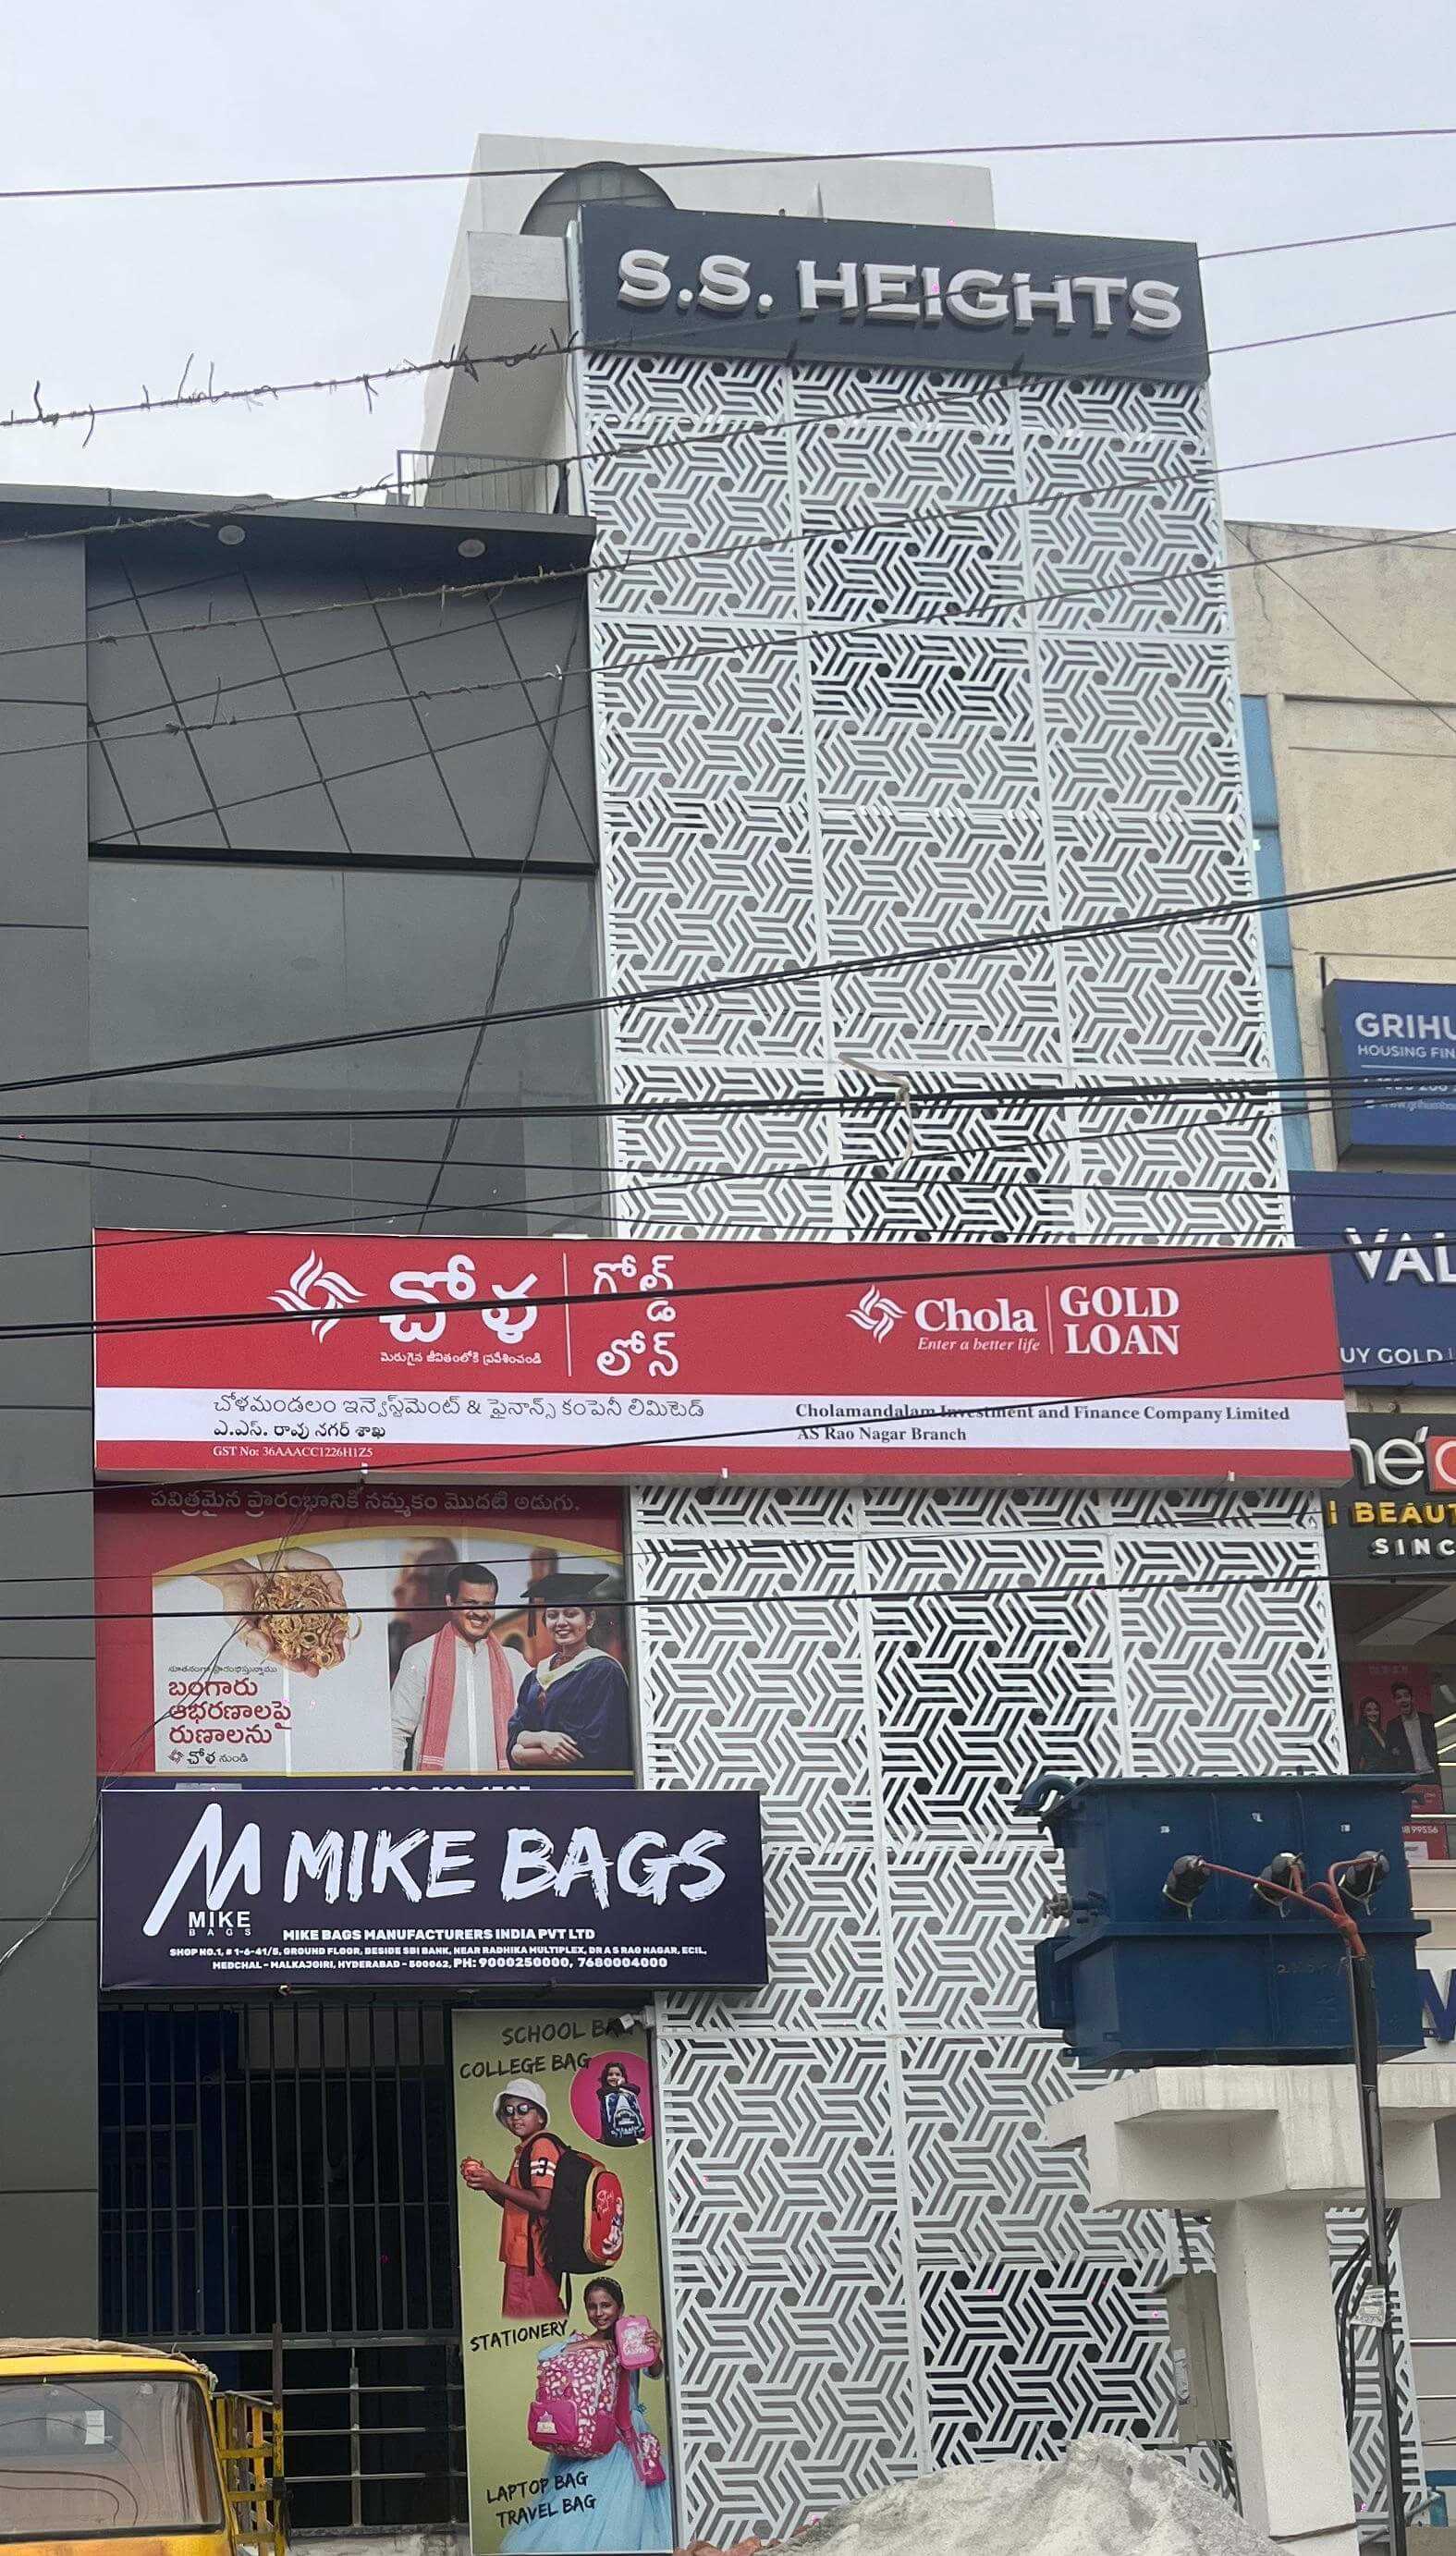 S.S. HEIGHTS
GRIHU
HOUSING FIN
VAL
UY GOLD
చోళ
మెరుగైన జీవితంలోకి ప్రవేశించండి
గోల్డ్
లోన్
Chola
Enter a better life
GOLD
LOAN
చోళమండలం ఇన్వెస్ట్‌మెంట్ & ఫైనాన్స్ కంపెనీ లిమిటెడ్
ఎ.ఎస్. రావు నగర్ శాఖ
GST No: 36AAACC1226H1Z5
Cholamandalam Investment and Finance Company Limited
AS Rao Nagar Branch
BEAU
SINC
పవిత్రమైన ప్రారంభానికి నమ్మకం మొదటి అడుగు.
బంగారు
ఆభరణాలపై
రుణాలను
చోళ నుండి
MIKE BAGS
MIKE
BAGS
MIKE BAGS MANUFACTURERS INDIA PVT LTD
SHOP NO.1, # 1-6-41/5, GROUND FLOOR, BESIDE SBI BANK, NEAR RADHIKA MULTIPLEX, DR A S RAO NAGAR, ECIL,
MEDCHAL - MALKAJGIRI, HYDERABAD - 500062, PH: 9000250000, 7680004000
SCHOOL BAG
COLLEGE BAG
STATIONERY
LAPTOP BAG
TRAVEL BAG